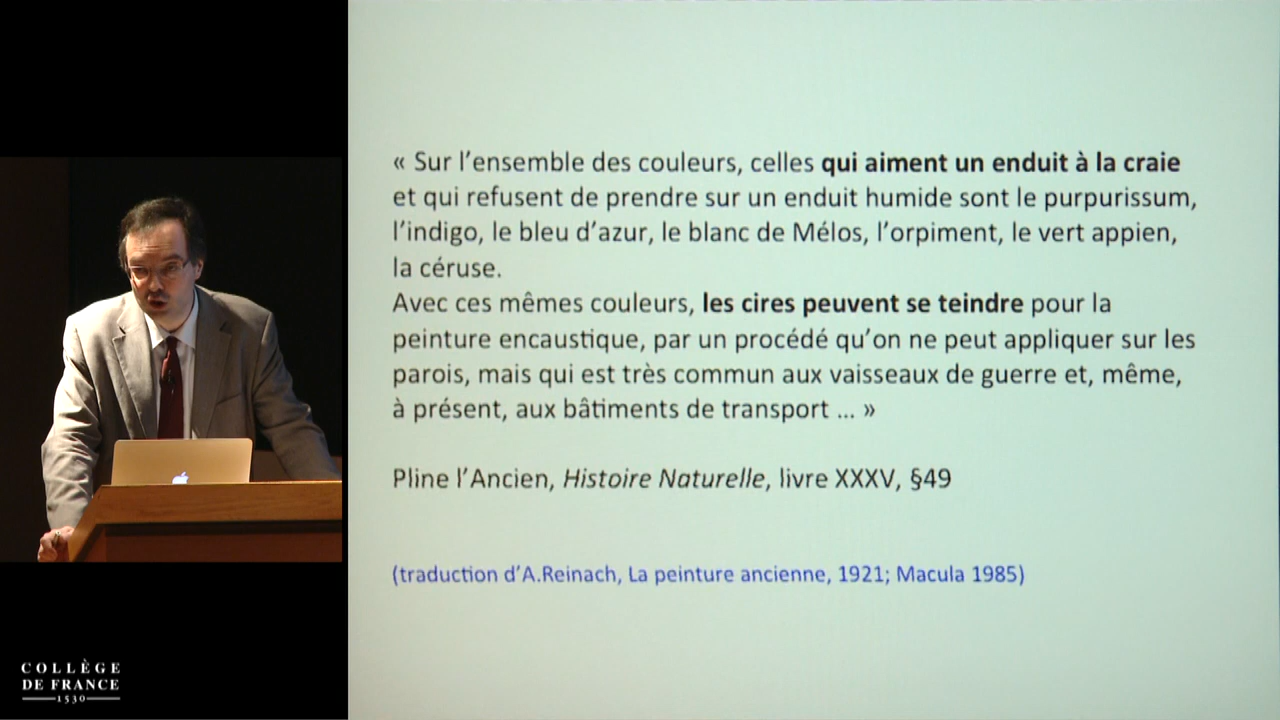 « Sur l’ensemble des couleurs, celles qui aiment un enduit à la craie
et qui refusent de prendre sur un enduit humide sont le purpurissum,
l’indigo, le bleu d’azur, le blanc de Mélos, l’orpiment, le vert appien,
la céruse.
Avec ces mêmes couleurs, les cires peuvent se teindre pour la
peinture encaustique, par un procédé qu’on ne peut appliquer sur les
parois, mais qui est très commun aux vaisseaux de guerre et, même,
à présent, aux bâtiments de transport ... »
Pline l’Ancien, Histoire Naturelle, livre XXXV, §49
(traduction d’A.Reinach, La peinture ancienne, 1921; Macula 1985)
COLLÈGE
DE FRANCE
1530